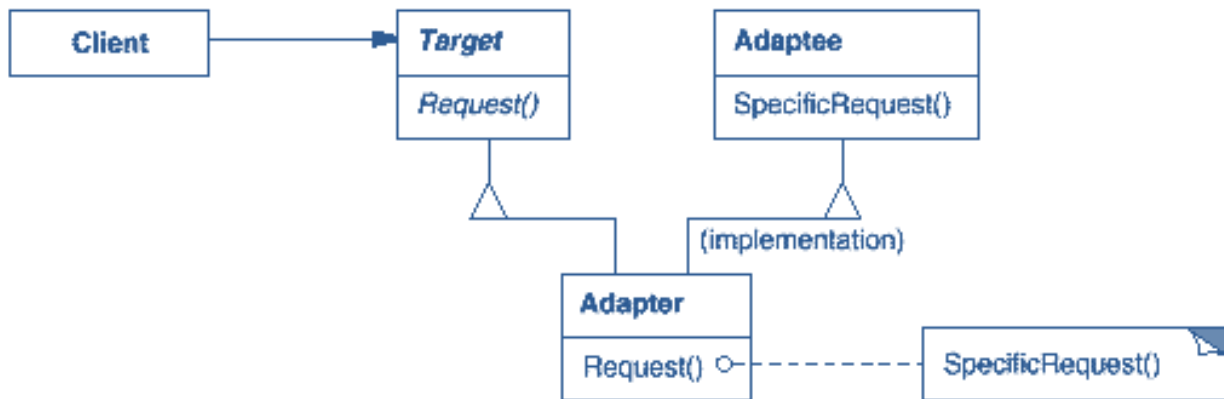 Client
Target
Request()
Adaptee
SpecificRequest()
(implementation)
Adapter
Request()
SpecificRequest()